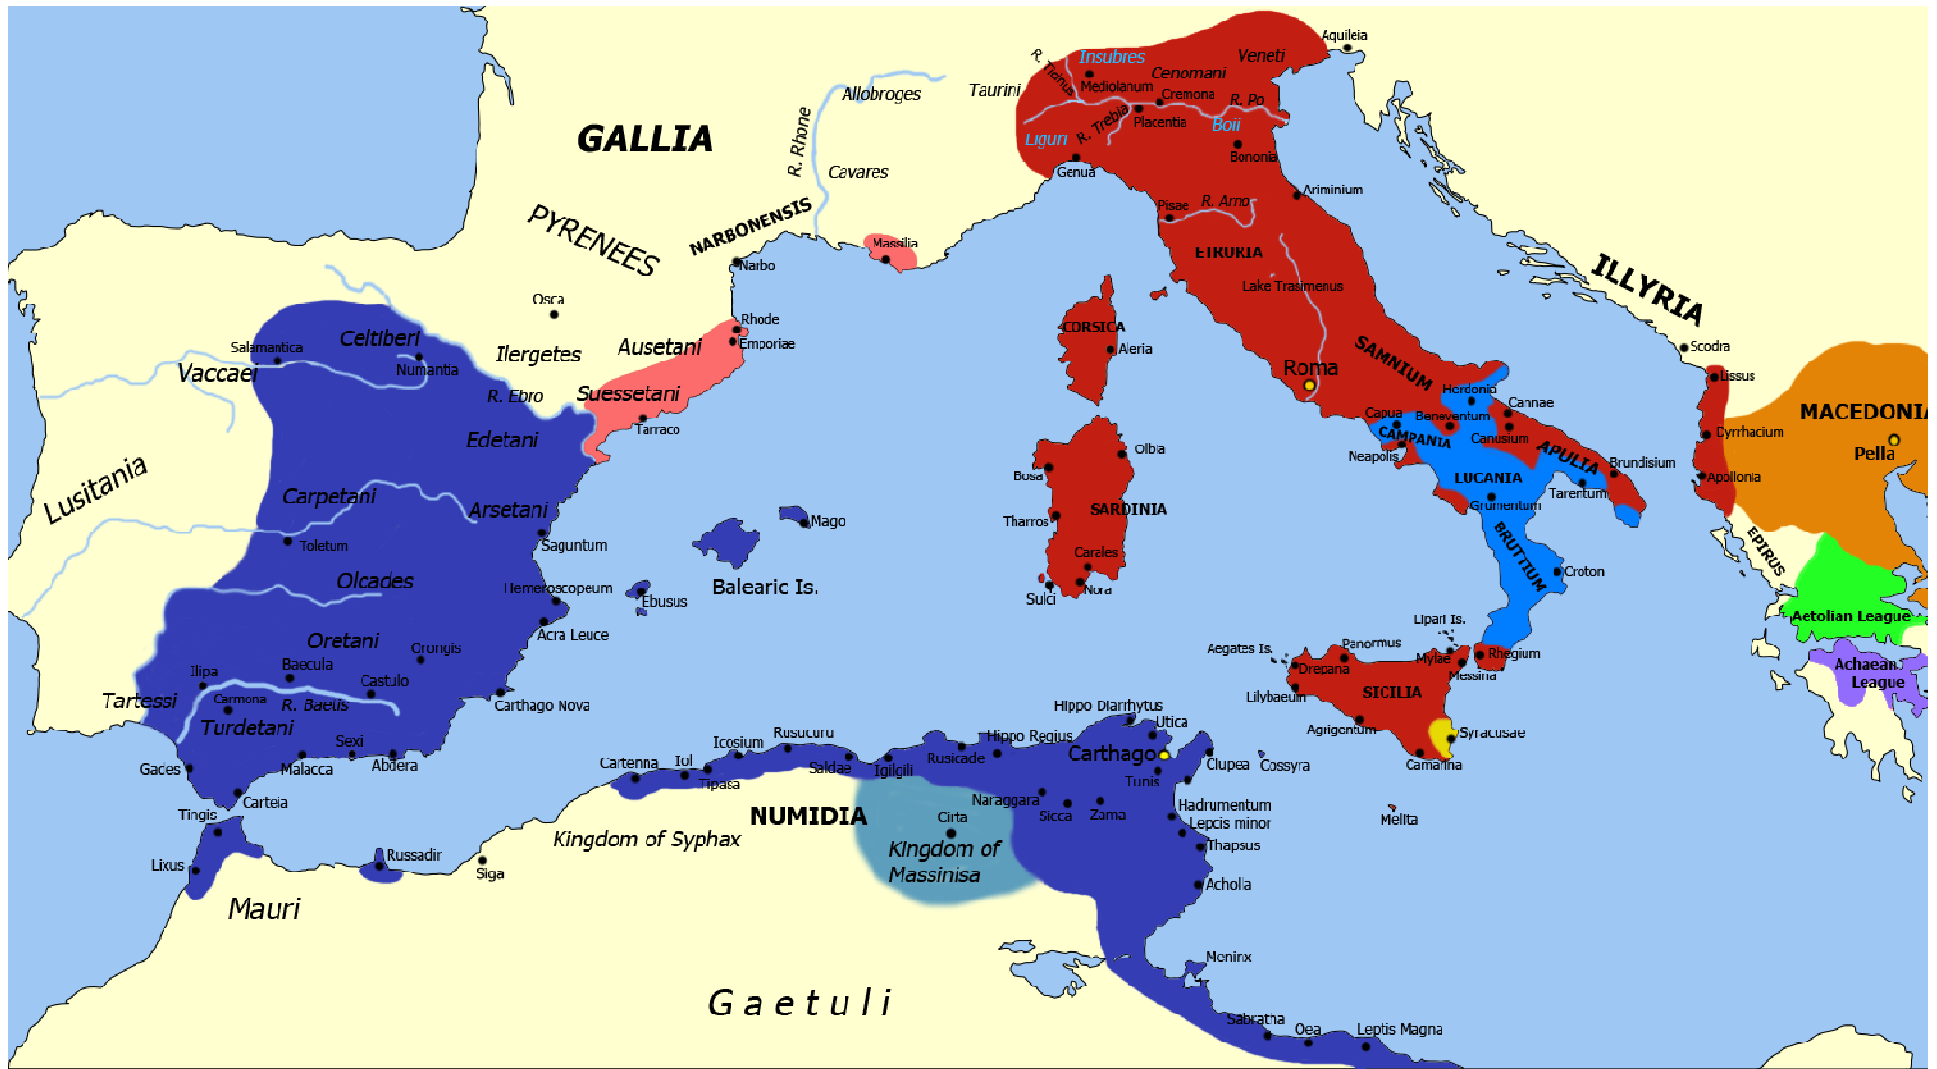 Aquileia
Insubres
Veneti
R. Ticinus
Cenomani
Taurini
Mediolanum
Cremona
R. Po
Allobroges
R. Trebia
Placentia
Boii
GALLIA
R. Rhone
Liguri
Bononia
Cavares
Genua
Ariminium
Pisae
R. Arno
PYRENEES
NARBONENSIS
Massilia
ETRURIA
Narbo
Lake Trasimenus
ILLYRIA
Osca
Rhode
CORSICA
Emporiae
Aleria
Celtiberi
Salamantica
Ausetani
Ilergetes
Numantia
Vaccaei
SAMNIUM
Scodra
Roma
Lissus
R. Ebro
Suessetani
Herdonia
Cannae
MACEDONIA
Capua
Benaventum
Tarraco
Edetani
CAMPANIA
Canusium
Dyrrhacium
Pella
Neapolis
APULIA
Brundisium
Olbia
Bosa
Lusitania
LUCANIA
Apollonia
Carpetani
Tarentum
Grumentum
Arsetani
SARDINIA
Tharros
Mago
Saguntum
Toletum
BRUTTIUM
EPIRUS
Carales
Croton
Olcades
Hemeroscopeum
Balearic Is.
Ebusus
Nora
Sulci
Aetolian League
Lipari Is.
Acra Leuce
Oretani
Orongis
Panormus
Aegates Is.
Mylae
Rhegium
Baecula
Ilipa
Drepana
Messina
Achaean
League
Castulo
Tartessi
Carmona
R. Baetis
Carthago Nova
Lilybaeum
SICILIA
Hippo Diarrhytus
Utica
Turdetani
Agrigentum
Syracusae
Sexi
Icosium
Rusucuru
Hippo Regius
Carthago
Gades
Malacca
Abdera
Cartenna
Iol
Saldae
Igilgili
Rusicade
Clupea
Cossyra
Camarina
Tipasa
Tunis
Carteia
Naraggara
Hadrumentum
Tingis
NUMIDIA
Cirta
Sicca
Zama
Lepcis minor
Melita
Kingdom of Syphax
Thapsus
Lixus
Russadir
Kingdom of
Massinisa
Siga
Acholla
Mauri
Meninx
Gaetuli
Sabratha
Oea
Leptis Magna